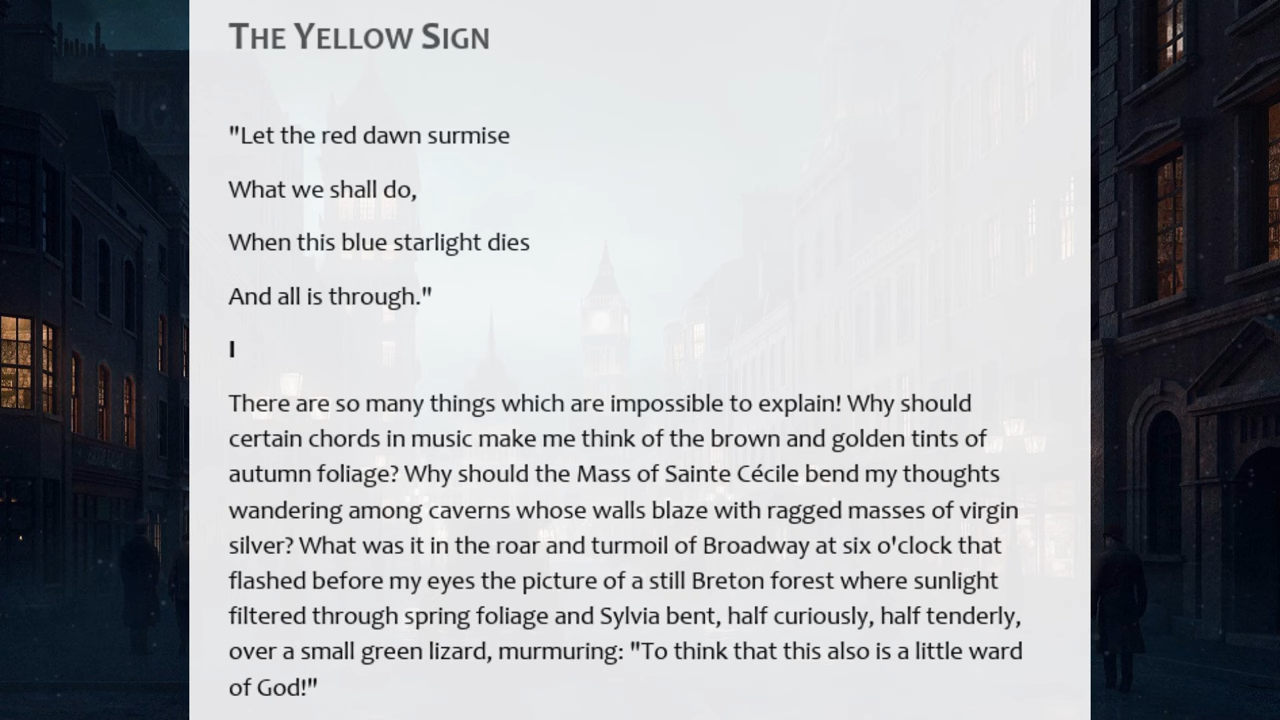 The Yellow Sign
"Let the red dawn surmise
What we shall do,
When this blue starlight dies
And all is through."
I
There are so many things which are impossible to explain! Why should
certain chords in music make me think of the brown and golden tints of
autumn foliage? Why should the Mass of Sainte Cécile bend my thoughts
wandering among caverns whose walls blaze with ragged masses of virgin
silver? What was it in the roar and turmoil of Broadway at six o'clock that
flashed before my eyes the picture of a still Breton forest where sunlight
filtered through spring foliage and Sylvia bent, half curiously, half tenderly,
over a small green lizard, murmuring: "To think that this also is a little ward
of God!"